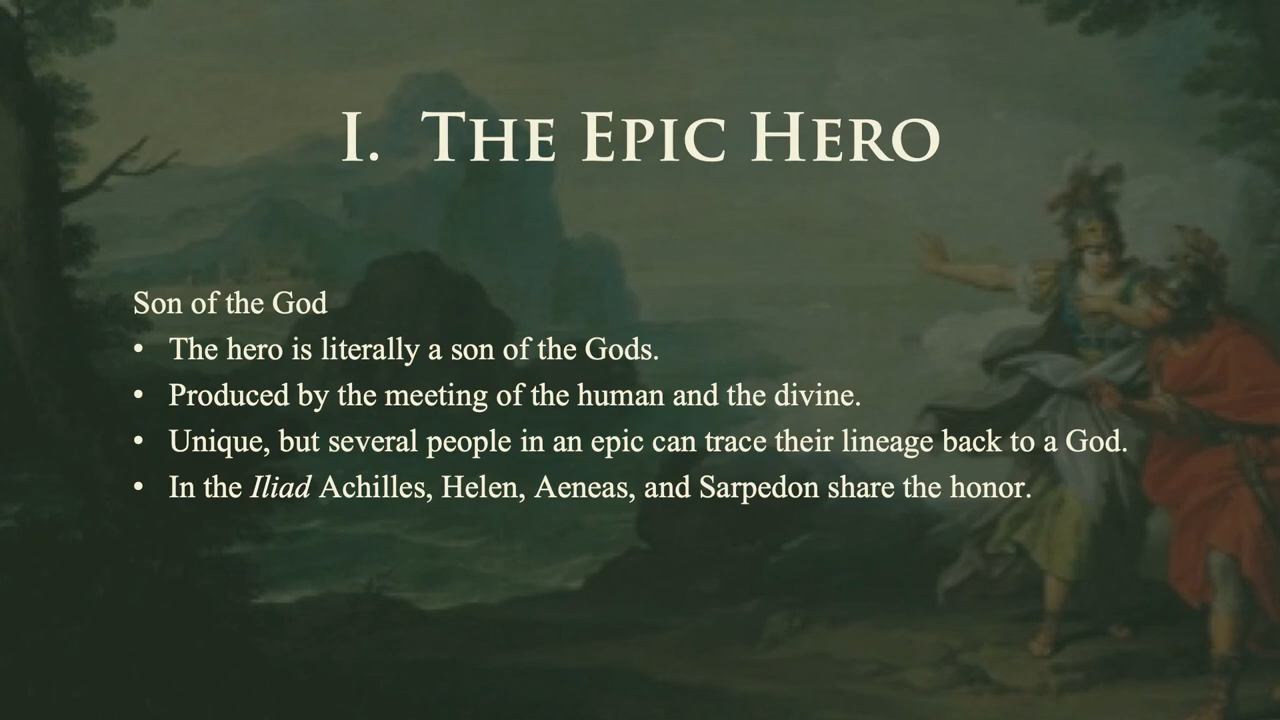 I. The Epic Hero
Son of the God
• The hero is literally a son of the Gods.
• Produced by the meeting of the human and the divine.
• Unique, but several people in an epic can trace their lineage back to a God.
• In the Iliad Achilles, Helen, Aeneas, and Sarpedon share the honor.